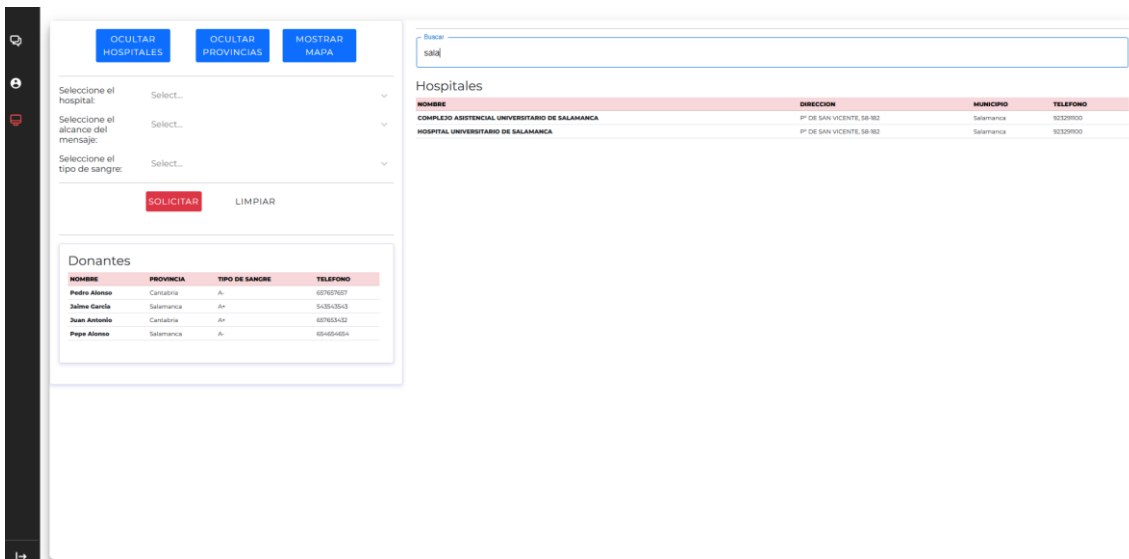 OCULTAR
HOSPITALES
OCULTAR
PROVINCIAS
MOSTRAR
MAPA
Seleccione el
hospital:
Select...
Seleccione el
alcance del
mensaje:
Select...
Seleccione el
tipo de sangre:
Select...
SOLICITAR LIMPIAR
Donantes
NOMBRE PROVINCIA TIPO DE SANGRE TELEFONO
Pedro Alonso Cantabria A- 657657657
Jaime Garcia Salamanca A+ 543543543
Juan Antonio Cantabria A+ 657653432
Pepe Alonso Salamanca A- 654654654
Buscar
sala
Hospitales
NOMBRE DIRECCION MUNICIPIO TELEFONO
COMPLEJO ASISTENCIAL UNIVERSITARIO DE SALAMANCA Pº DE SAN VICENTE, 58-182 Salamanca 923291100
HOSPITAL UNIVERSITARIO DE SALAMANCA Pº DE SAN VICENTE, 58-182 Salamanca 923291100